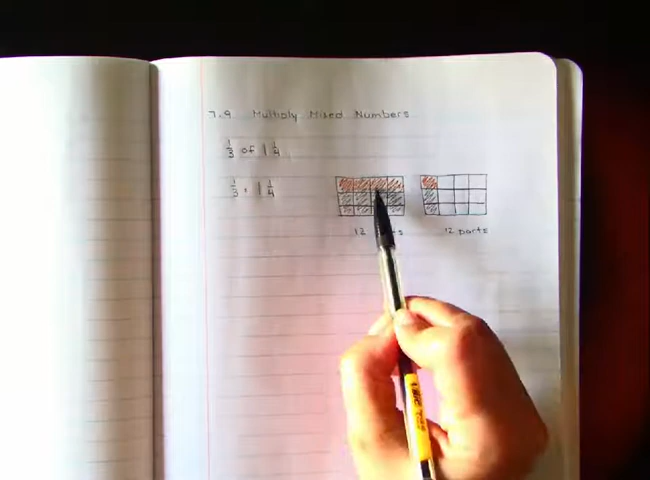 7.9 Multiply Mixed Numbers
1/3 of 1 1/4
1/3 · 1 1/4
12 parts 12 parts
BIC